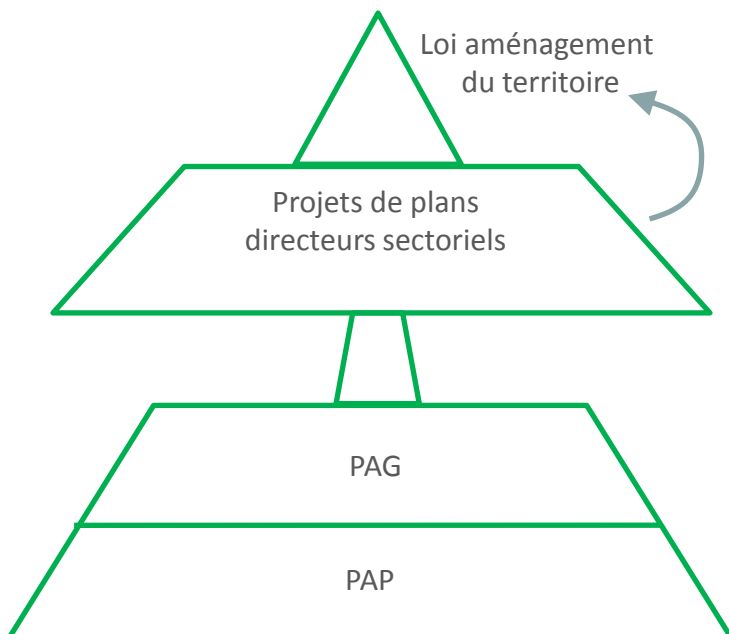 Loi aménagement
du territoire
Projets de plans
directeurs sectoriels
PAG
PAP